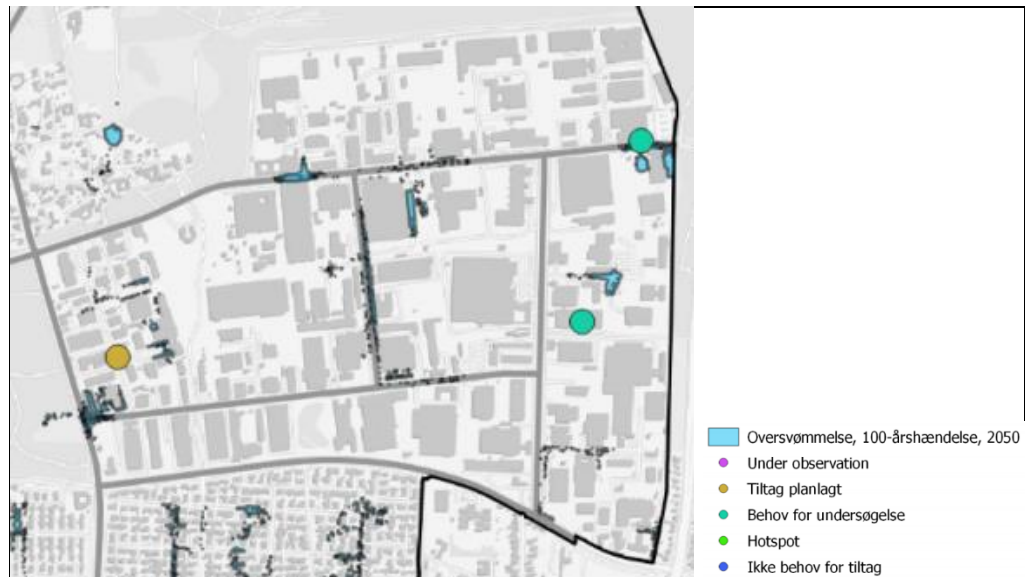 Oversvømmelse, 100-årshændelse, 2050
Under observation
Tiltag planlagt
Behov for undersøgelse
Hotspot
Ikke behov for tiltag